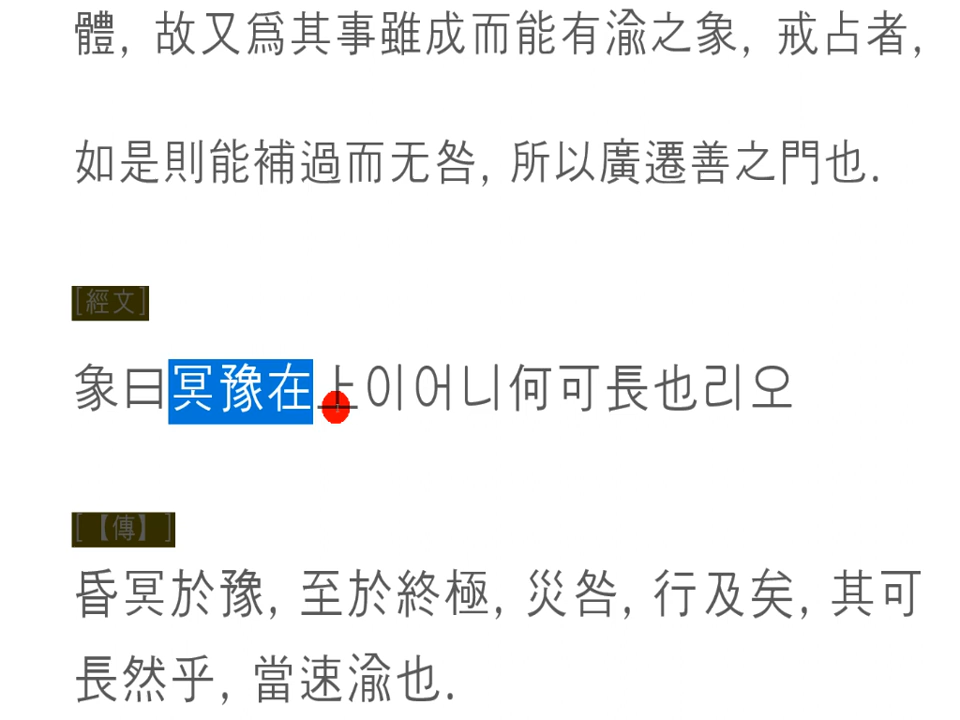 體, 故又爲其事雖成而能有渝之象, 戒占者,
如是則能補過而无咎, 所以廣遷善之門也.
[經文]
象曰冥豫在上이어니何可長也리오
[【傳】]
昏冥於豫, 至於終極, 災咎, 行及矣, 其可
長然乎, 當速渝也.